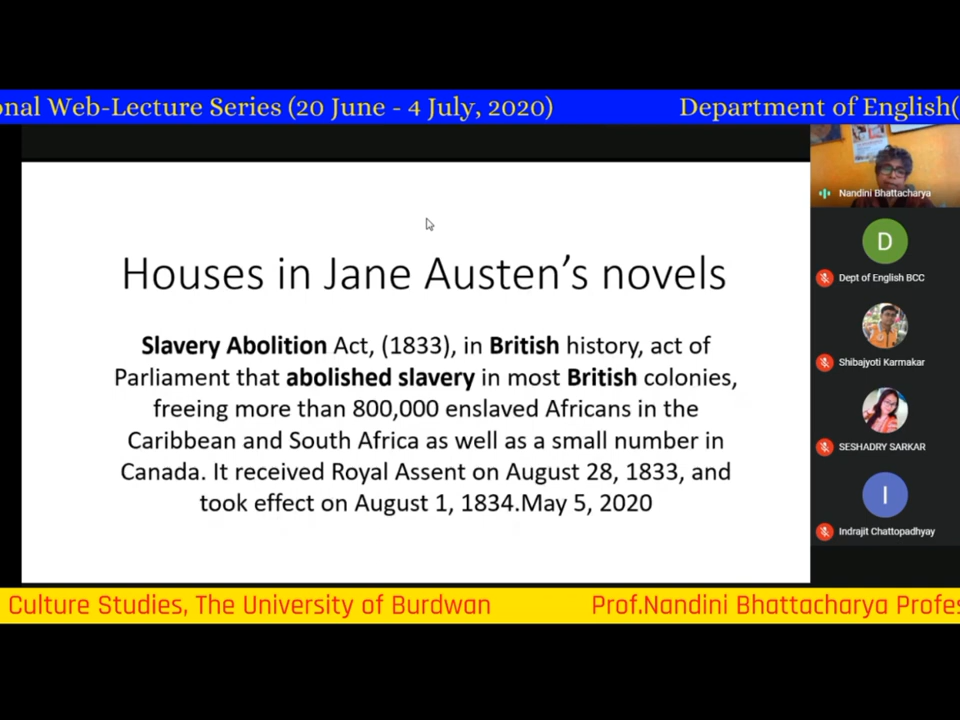 onal Web-Lecture Series (20 June - 4 July, 2020) Department of English(
Nandini Bhattacharya
Houses in Jane Austen’s novels
Slavery Abolition Act, (1833), in British history, act of
Parliament that abolished slavery in most British colonies,
freeing more than 800,000 enslaved Africans in the
Caribbean and South Africa as well as a small number in
Canada. It received Royal Assent on August 28, 1833, and
took effect on August 1, 1834.May 5, 2020
D
Dept of English BCC
Shibajyoti Karmakar
SESHADRY SARKAR
I
Indrajit Chattopadhyay
Culture Studies, The University of Burdwan Prof.Nandini Bhattacharya Profes